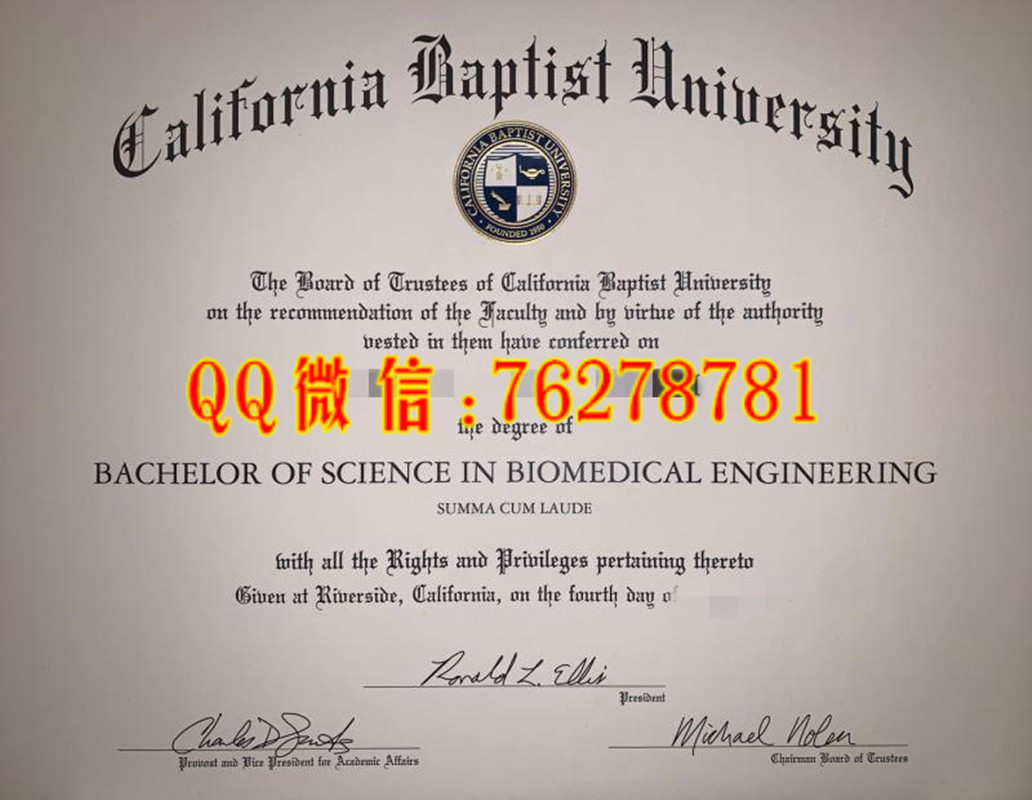 California Baptist University
CALIFORNIA BAPTIST UNIVERSITY
FOUNDED 1950
The Board of Trustees of California Baptist University
on the recommendation of the Faculty and by virtue of the authority
vested in them have conferred on
QQ微信:76278781
the degree of
BACHELOR OF SCIENCE IN BIOMEDICAL ENGINEERING
SUMMA CUM LAUDE
with all the Rights and Privileges pertaining thereto
Given at Riverside, California, on the fourth day of
Ronald L. Ellis
President
Charles D Sands
Provost and Vice President for Academic Affairs
Michael Nolen
Chairman Board of Trustees